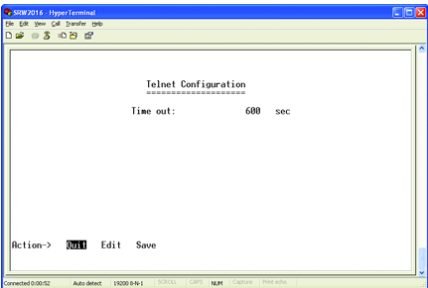 SRW2016 - HyperTerminal
File Edit View Call Transfer Help
Telnet Configuration
====================
Time out: 600 sec
Action-> Quit Edit Save
Connected 0:00:52 Auto detect 19200 8-N-1 SCROLL CAPS NUM Capture Print echo